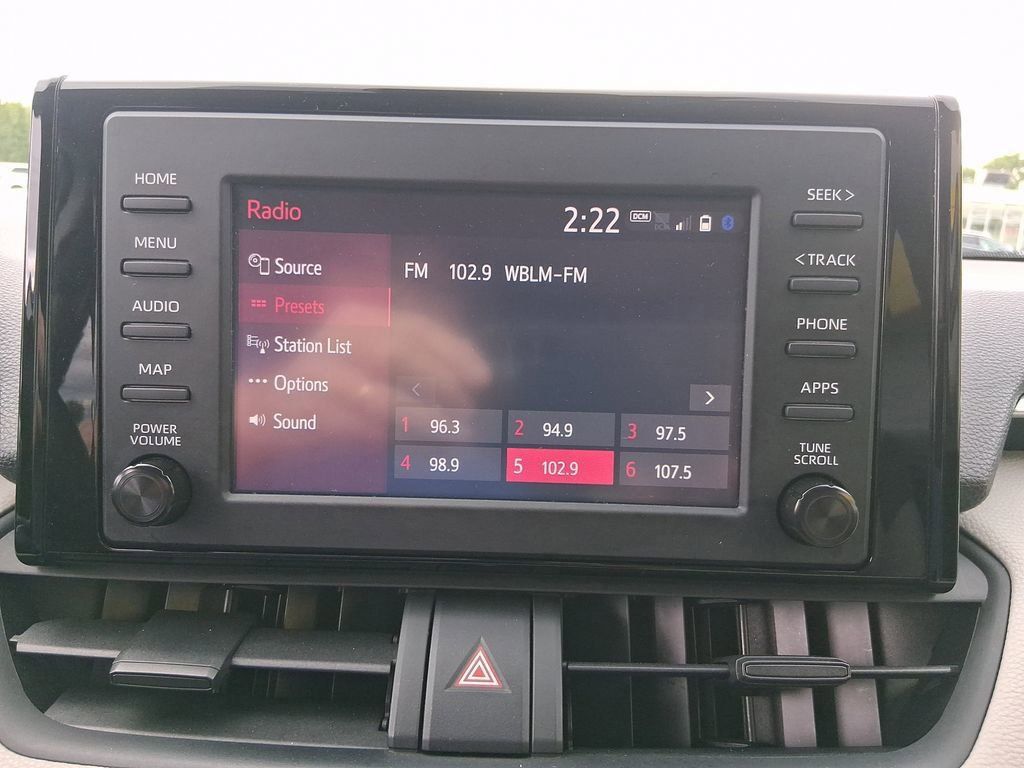 HOME
MENU
AUDIO
MAP
POWER
VOLUME
Radio
2:22
DCM
Source
Presets
Station List
Options
Sound
FM 102.9 WBLM-FM
<
>
1 96.3 2 94.9 3 97.5
4 98.9 5 102.9 6 107.5
SEEK >
< TRACK
PHONE
APPS
TUNE
SCROLL